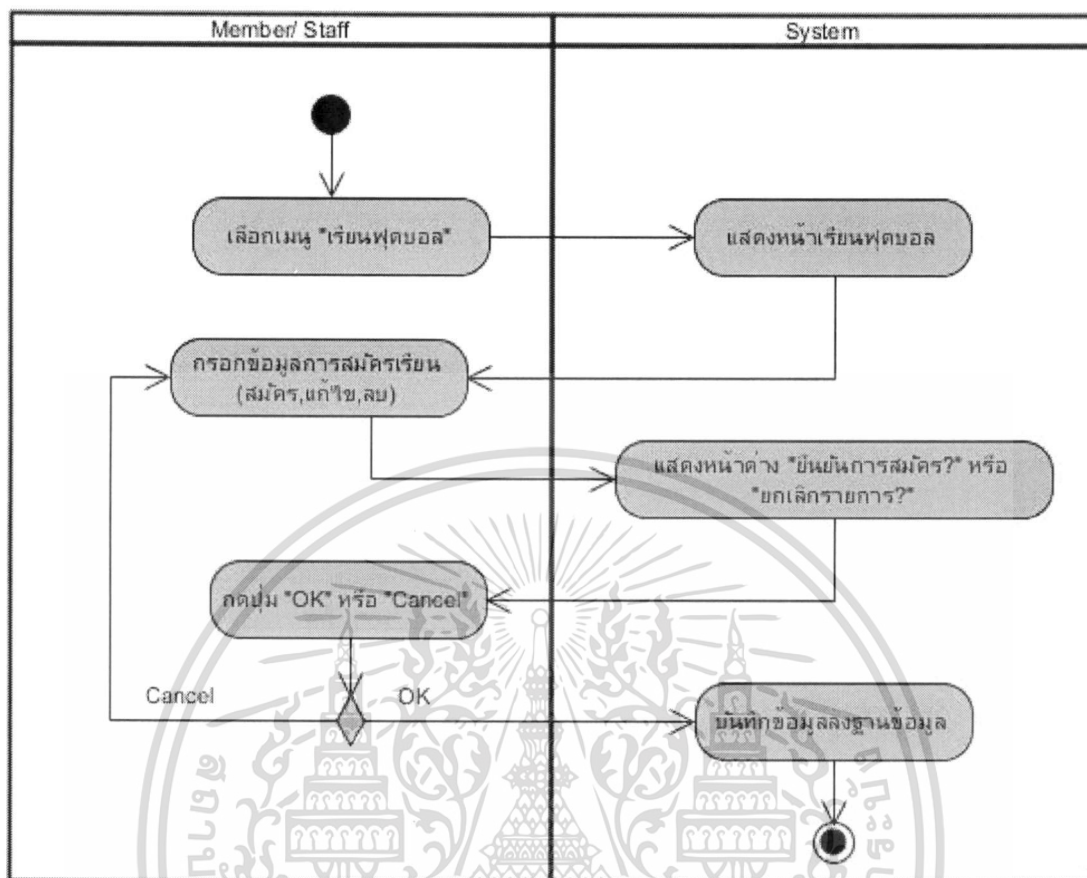 Member/ Staff
System
เลือกเมนู "เรียนฟุตบอล"
แสดงหน้าเรียนฟุตบอล
กรอกข้อมูลการสมัครเรียน
(สมัคร,แก้ไข,ลบ)
แสดงหน้าต่าง "ยืนยันการสมัคร?" หรือ
"ยกเลิกรายการ?"
กดปุ่ม "OK" หรือ "Cancel"
Cancel
OK
บันทึกข้อมูลลงฐานข้อมูล